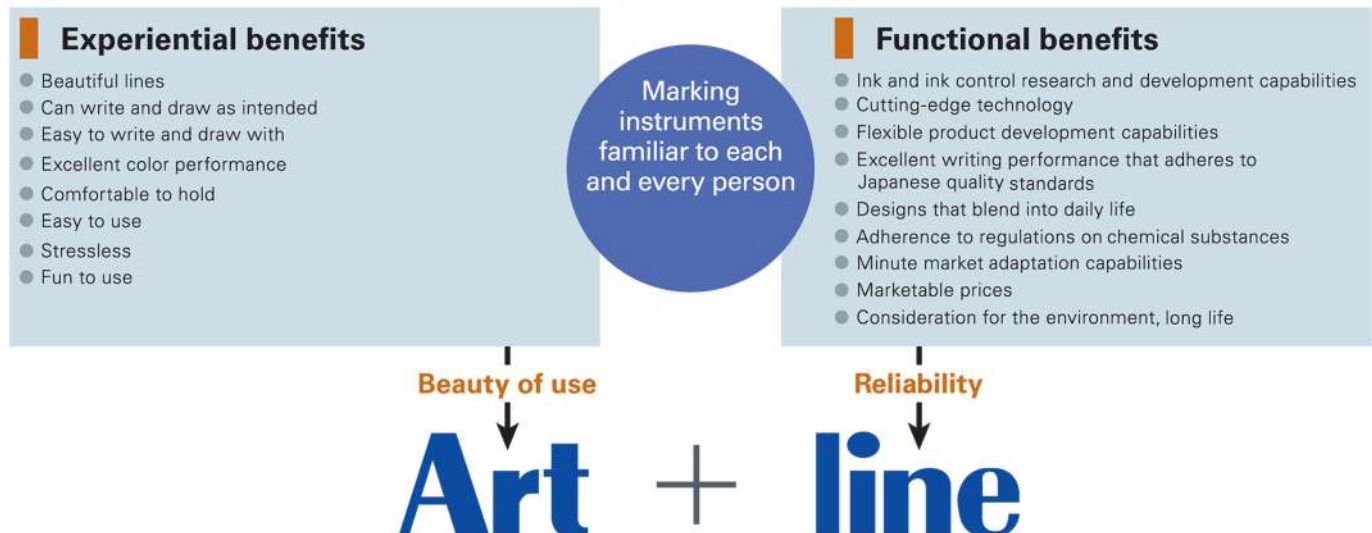 Experiential benefits
Beautiful lines
Can write and draw as intended
Easy to write and draw with
Excellent color performance
Comfortable to hold
Easy to use
Stressless
Fun to use
Marking
instruments
familiar to each
and every person
Functional benefits
Ink and ink control research and development capabilities
Cutting-edge technology
Flexible product development capabilities
Excellent writing performance that adheres to
Japanese quality standards
Designs that blend into daily life
Adherence to regulations on chemical substances
Minute market adaptation capabilities
Marketable prices
Consideration for the environment, long life
Beauty of use
Reliability
Art + line